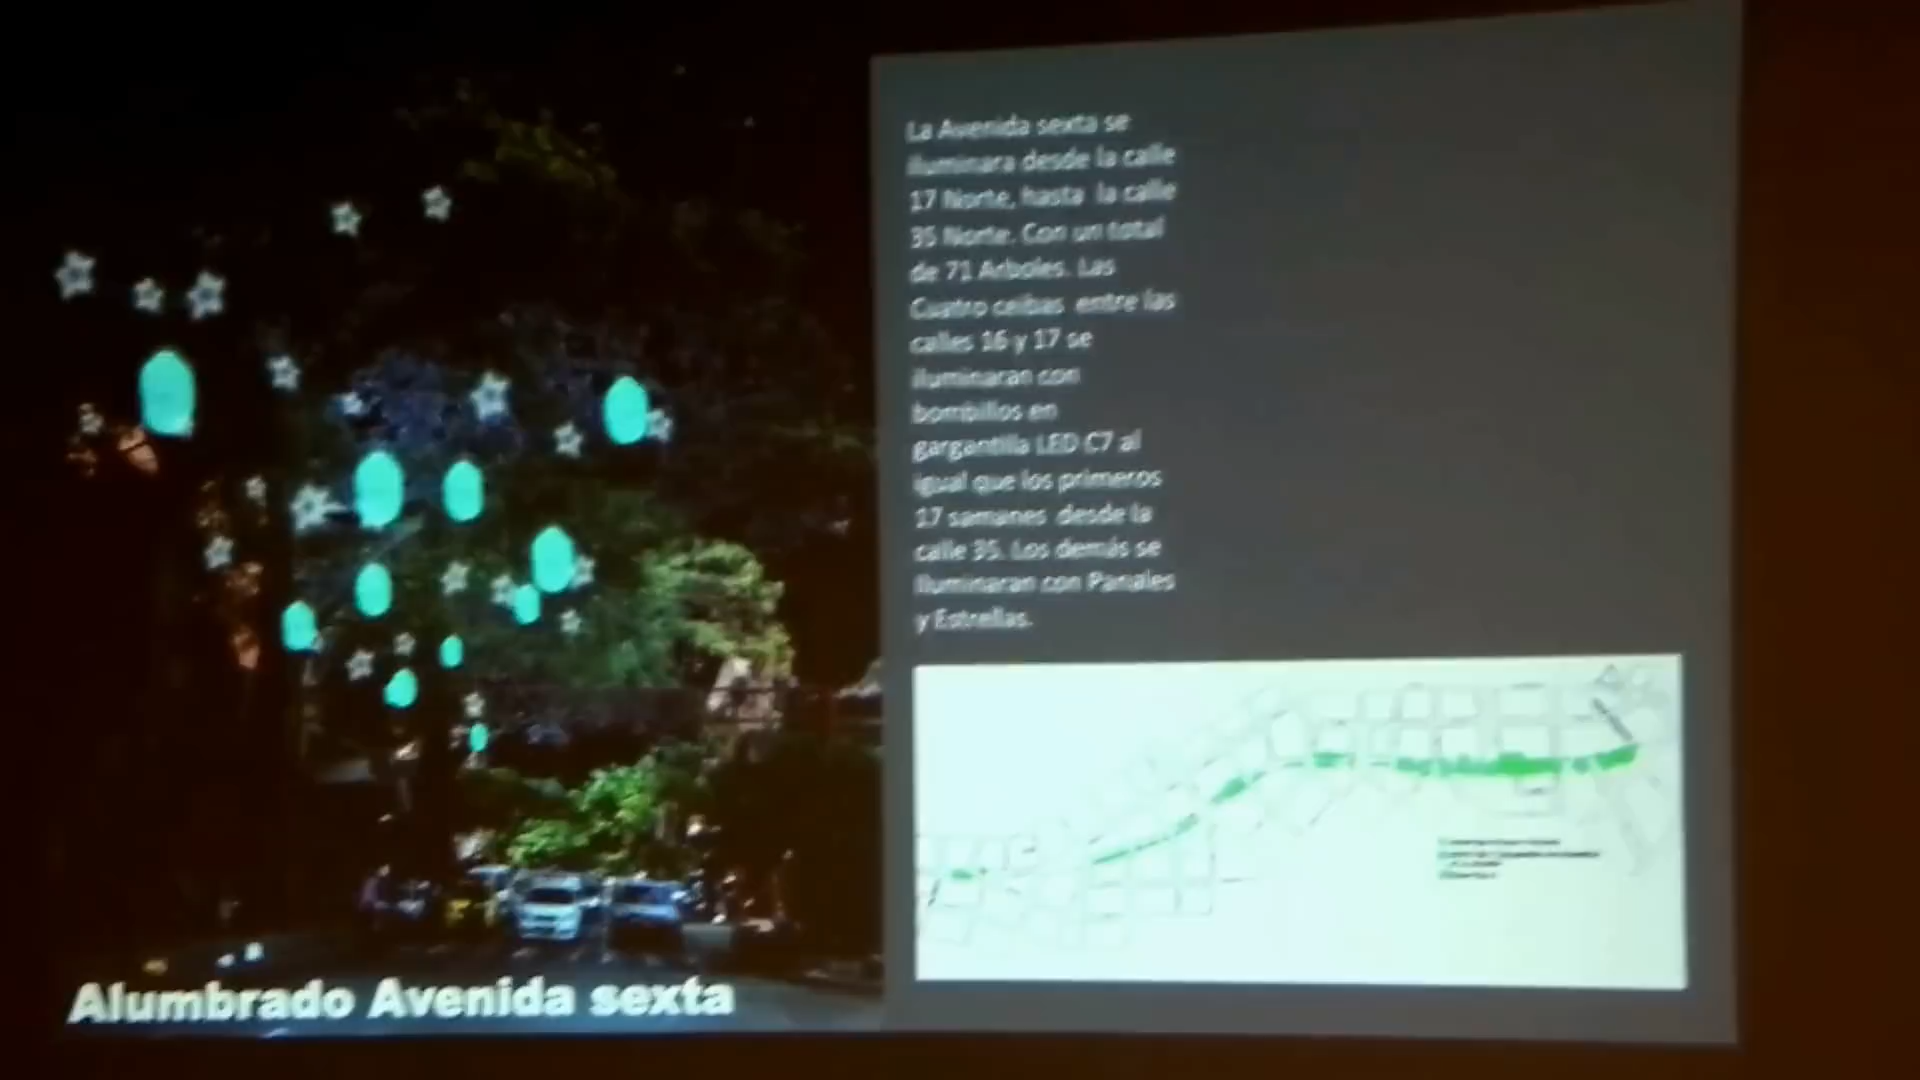 La Avenida sexta se
iluminara desde la calle
17 Norte, hasta la calle
35 Norte. Con un total
de 71 Arboles. Las
Cuatro ceibas entre las
calles 16 y 17 se
iluminaran con
bombillos en
gargantilla LED C7 al
igual que los primeros
17 samanes desde la
calle 35. Los demás se
iluminaran con Panales
y Estrellas.
Alumbrado Avenida sexta